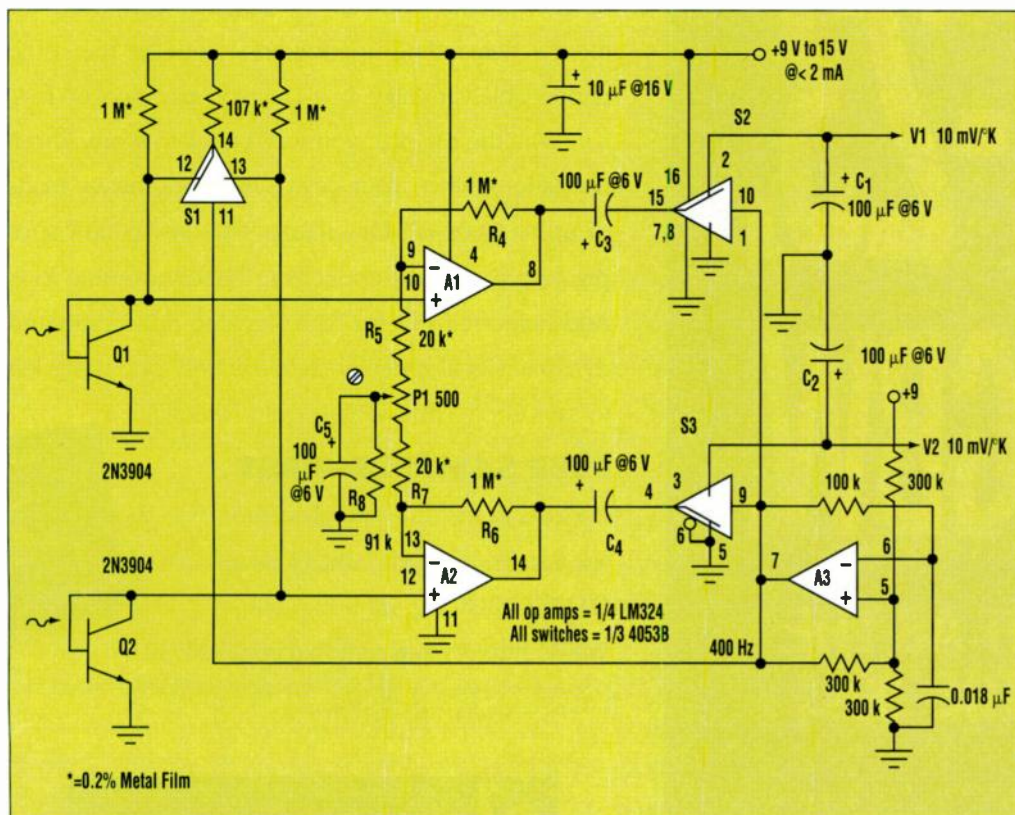 +9 V to 15 V
@< 2 mA
1 M*
107 k*
1 M*
10 µF @16 V
14
12
13
S1
11
S2
2
V1 10 mV/°K
1 M*
R4
100 µF @6 V
+ C3
16
15
7,8
10
1
+ C1
100 µF @6 V
9
4
10
A1
8
Q1
2N3904
R5
20 k*
P1 500
C5
+
100
µF
@6 V
R8
91 k
20 k*
R7
1 M*
R6
100 µF @6 V
+
C4
S3
3
4
6
5
9
100 µF @6 V
C2
+
+9
V2 10 mV/°K
300 k
100 k
13
12
A2
14
11
7
A3
6
5
2N3904
Q2
All op amps = 1/4 LM324
All switches = 1/3 4053B
400 Hz
300 k
300 k
0.018 µF
*=0.2% Metal Film